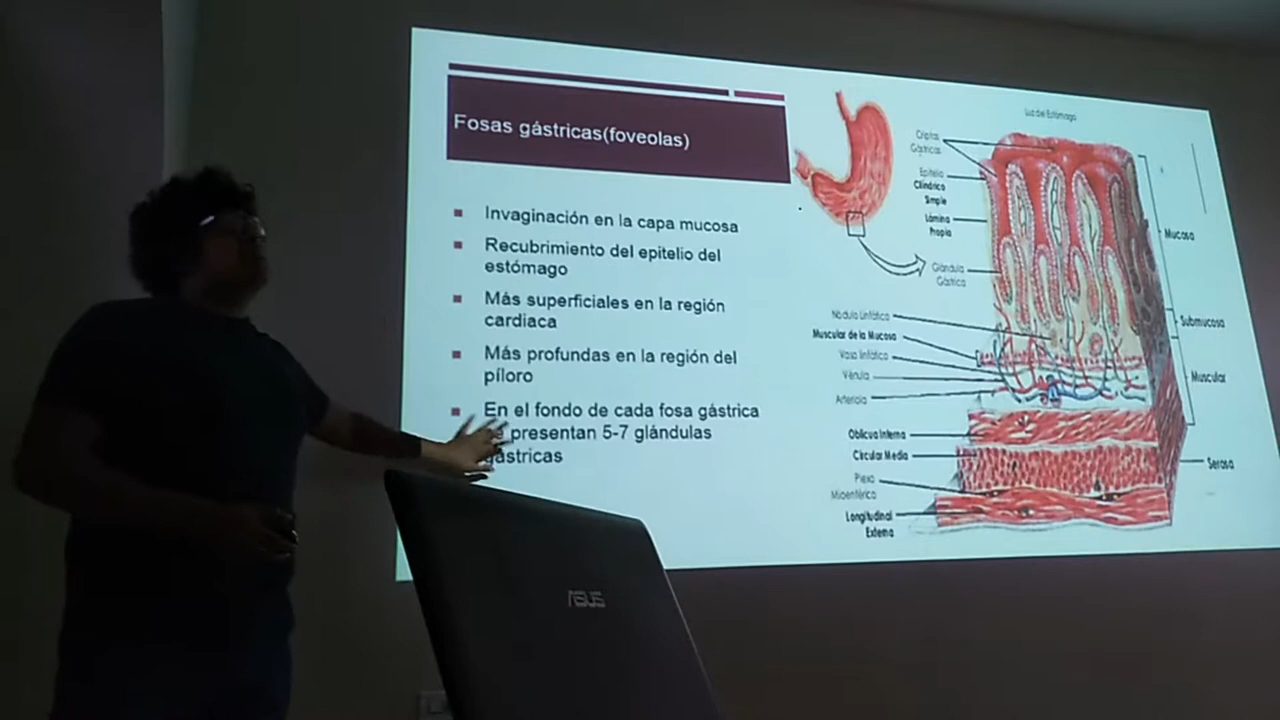 Fosas gástricas(foveolas)
Invaginación en la capa mucosa
Recubrimiento del epitelio del
estómago
Más superficiales en la región
cardiaca
Más profundas en la región del
píloro
En el fondo de cada fosa gástrica
presentan 5-7 glándulas
gástricas
Luz del Estómago
Criptas
Gástricas
Epitelio
Cilíndrico
Simple
Lámina
Propia
Glándula
Gástrica
Nódulo Linfático
Muscular de la Mucosa
Vaso Linfático
Vénula
Arteriola
Oblicua Interna
Circular Media
Plexo
Mioentérico
Longitudinal
Externa
Mucosa
Submucosa
Muscular
Serosa
ASUS